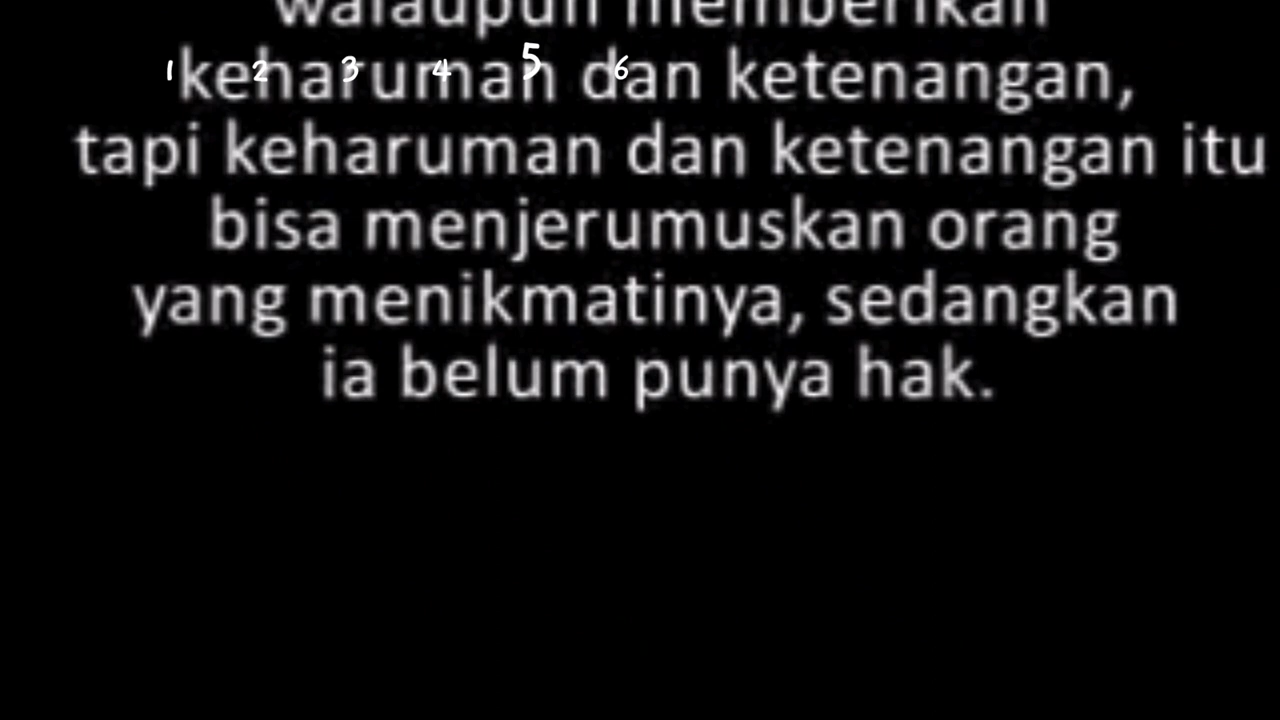 walaupun memberikan
1 2 3 4 5 6
keharuman dan ketenangan,
tapi keharuman dan ketenangan itu
bisa menjerumuskan orang
yang menikmatinya, sedangkan
ia belum punya hak.